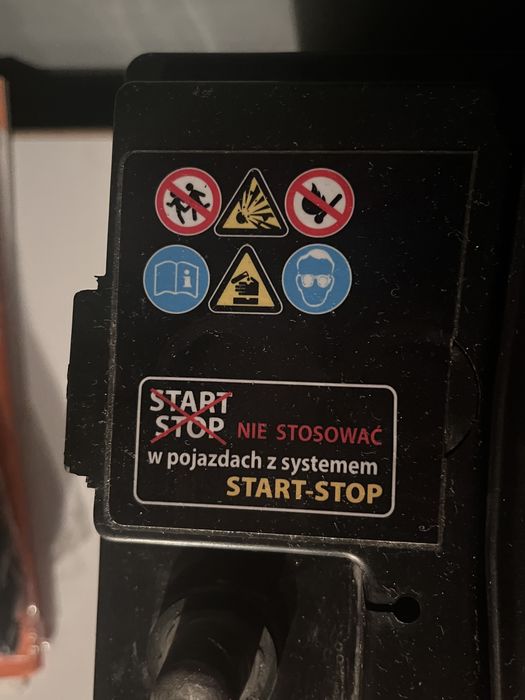 START
STOP NIE STOSOWAĆ
w pojazdach z systemem
START-STOP